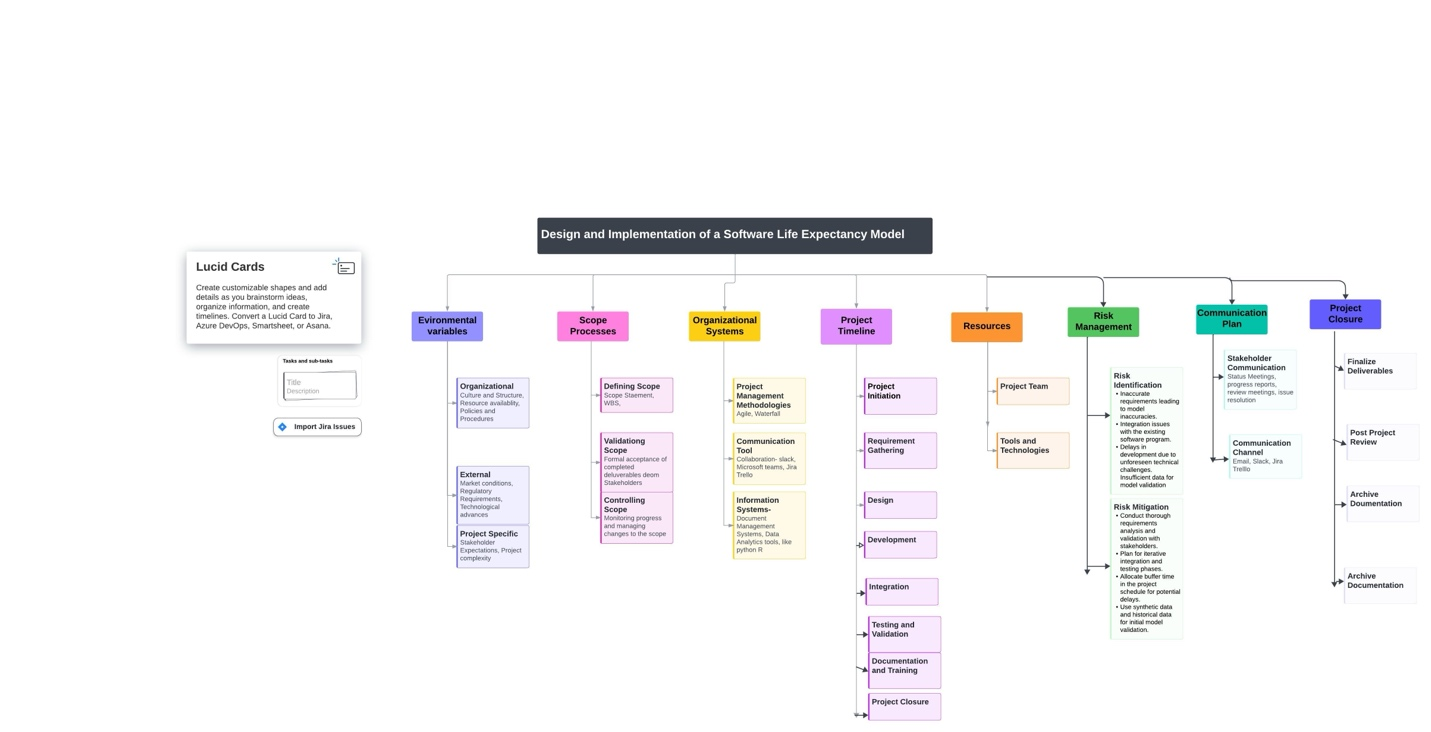 Design and Implementation of a Software Life Expectancy Model
Lucid Cards
Create customizable shapes and add
details as you brainstorm ideas,
organize information, and create
timelines. Convert a Lucid Card to Jira,
Azure DevOps, Smartsheet, or Asana.
Tasks and sub-tasks
Title
Description
Import Jira Issues
Evironmental
variables
Organizational
Culture and Structure,
Resource availablity,
Policies and
Procedures
External
Market conditions,
Regulatory
Requirements,
Technological
advances
Project Specific
Stakeholder
Expectations, Project
complexity
Scope
Processes
Defining Scope
Scope Staement,
WBS,
Validationg
Scope
Formal acceptance of
completed
deluverables deom
Stakeholders
Controlling
Scope
Monitoring progress
and managing
changes to the scope
Organizational
Systems
Project
Management
Methodologies
Agile, Waterfall
Communication
Tool
Collaboration- slack,
Microsoft teams, Jira
Trello
Information
Systems-
Document
Management
Systems, Data
Analytics tools, like
python R
Project
Timeline
Project
Initiation
Requirement
Gathering
Design
Development
Integration
Testing and
Validation
Documentation
and Training
Project Closure
Resources
Project Team
Tools and
Technologies
Risk
Management
Risk
Identification
• Inaccurate
requirements leading
to model
inaccuracies.
• Integration issues
with the existing
software program.
• Delays in
development due to
unforeseen technical
challenges.
Insufficient data for
model validation
Risk Mitigation
• Conduct thorough
requirements
analysis and
validation with
stakeholders.
• Plan for iterative
integration and
testing phases.
• Allocate buffer time
in the project
schedule for potential
delays.
• Use synthetic data
and historical data
for initial model
validation.
Communication
Plan
Stakeholder
Communication
Status Meetings,
progress reports,
review meetings, issue
resolution
Communication
Channel
Email, Slack, Jira
Trelllo
Project
Closure
Finalize
Deliverables
Post Project
Review
Archive
Doumentation
Archive
Documentation